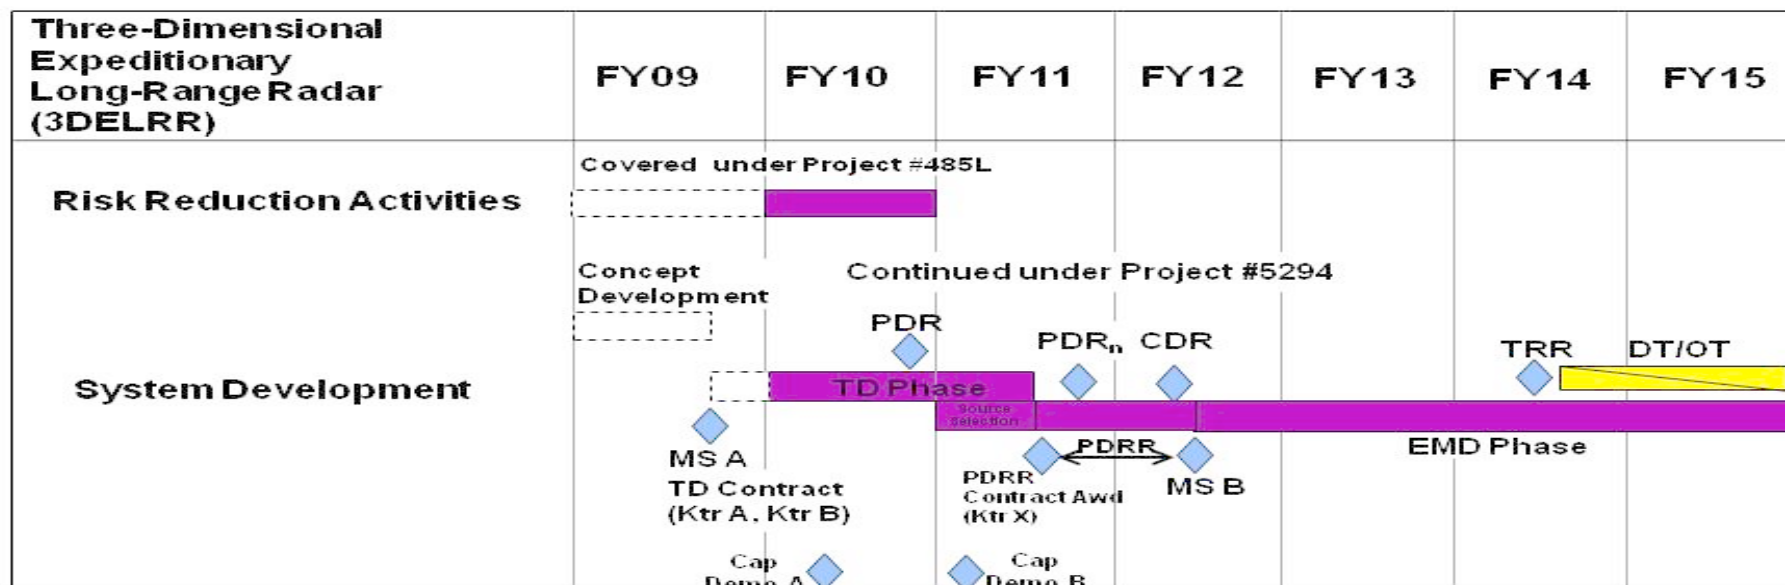 Three-Dimensional
Expeditionary
Long-Range Radar
(3DELRR)
FY09 FY10 FY11 FY12 FY13 FY14 FY15
Covered under Project #485L
Risk Reduction Activities
Concept
Development
Continued under Project #5294
PDR
PDRn CDR
TRR DT/OT
System Development
TD Phase
Source
Selection
EMD Phase
PDRR
MS A
TD Contract
(Ktr A, Ktr B)
PDRR
Contract Awd
(Ktr X)
MS B
Cap
Demo A
Cap
Demo B